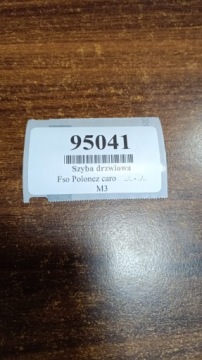 95041
Szyba drzwiowa
Fso Polonez caro ./. - ./.
M3